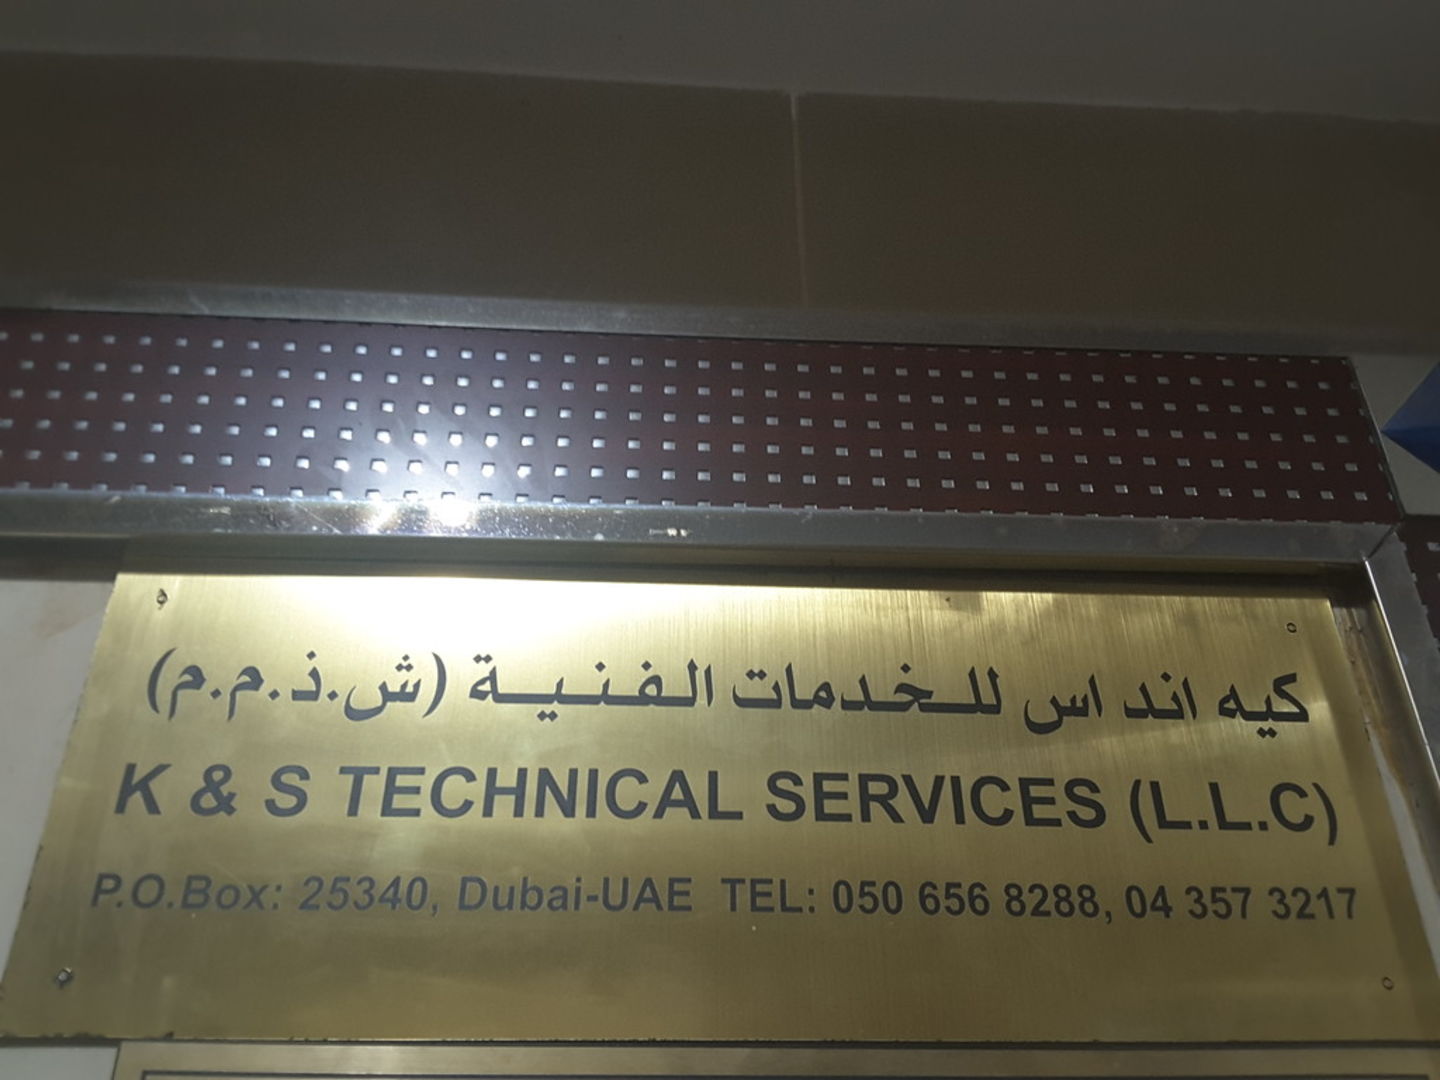 كيه اند اس للخدمات الفنية (ش.ذ.م.م)
K & S TECHNICAL SERVICES (L.L.C)
P.O.Box: 25340, Dubai-UAE TEL: 050 656 8288, 04 357 3217